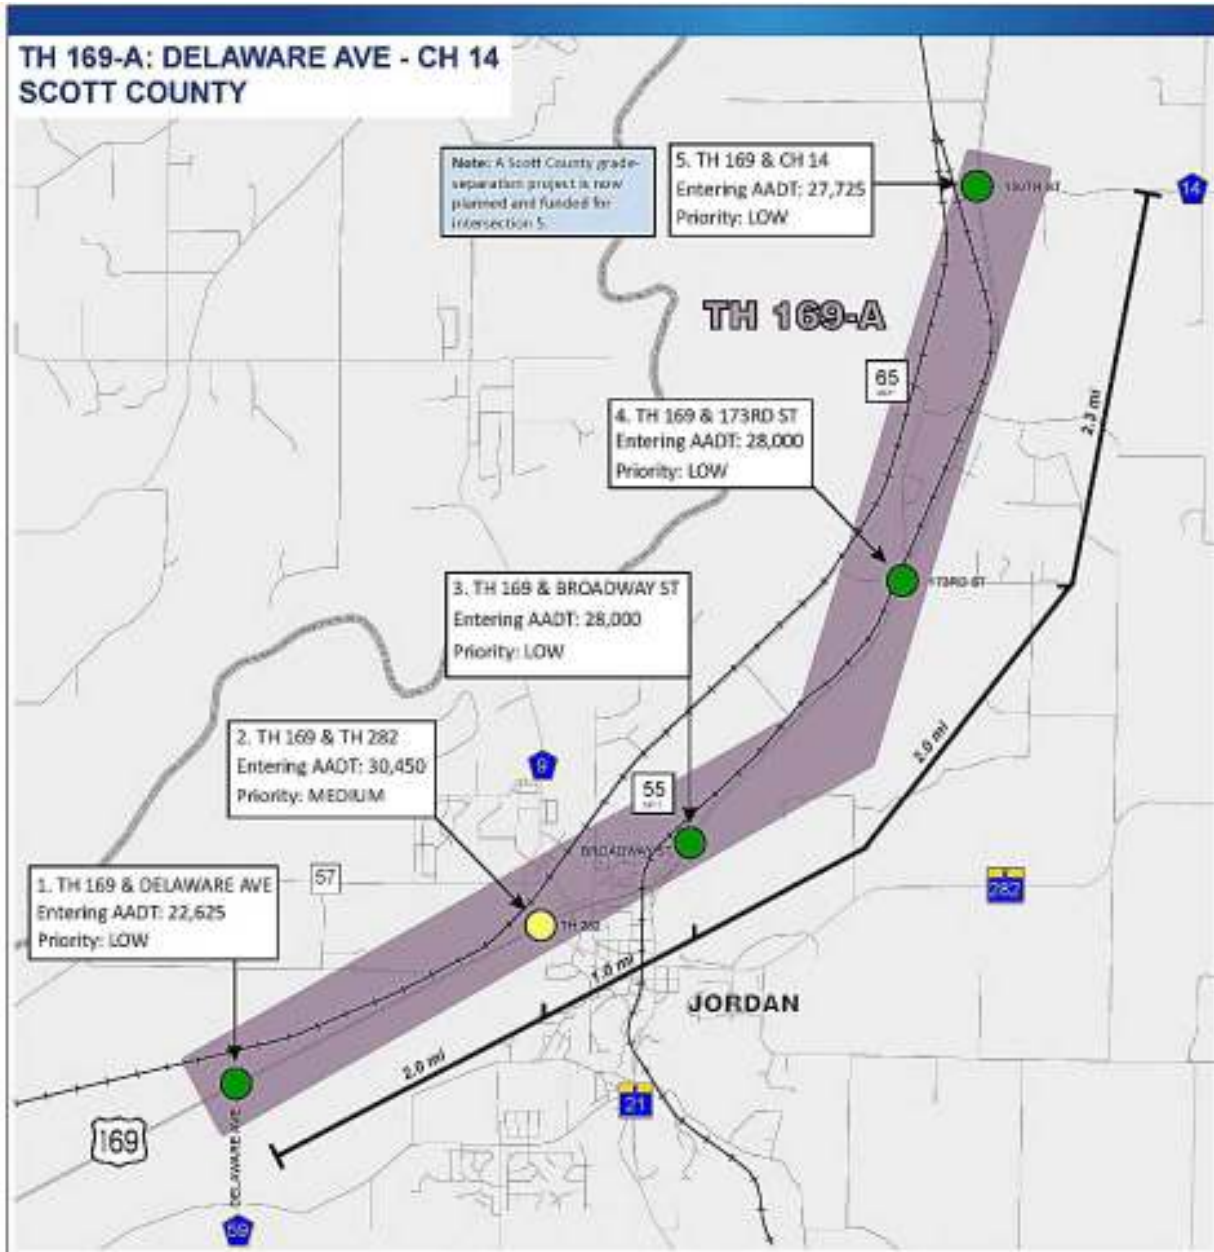 TH 169-A: DELAWARE AVE - CH 14
SCOTT COUNTY
Note: A Scott County grade-
separation project is now
planned and funded for
intersection 5.
5. TH 169 & CH 14
Entering AADT: 27,725
Priority: LOW
150TH ST
14
TH 169-A
65
2.3 mi
4. TH 169 & 173RD ST
Entering AADT: 28,000
Priority: LOW
173RD ST
3. TH 169 & BROADWAY ST
Entering AADT: 28,000
Priority: LOW
2.0 mi
2. TH 169 & TH 282
Entering AADT: 30,450
Priority: MEDIUM
9
55
BROADWAY ST
1. TH 169 & DELAWARE AVE
Entering AADT: 22,625
Priority: LOW
57
282
TH 282
1.0 mi
JORDAN
2.0 mi
21
169
DELAWARE AVE
59